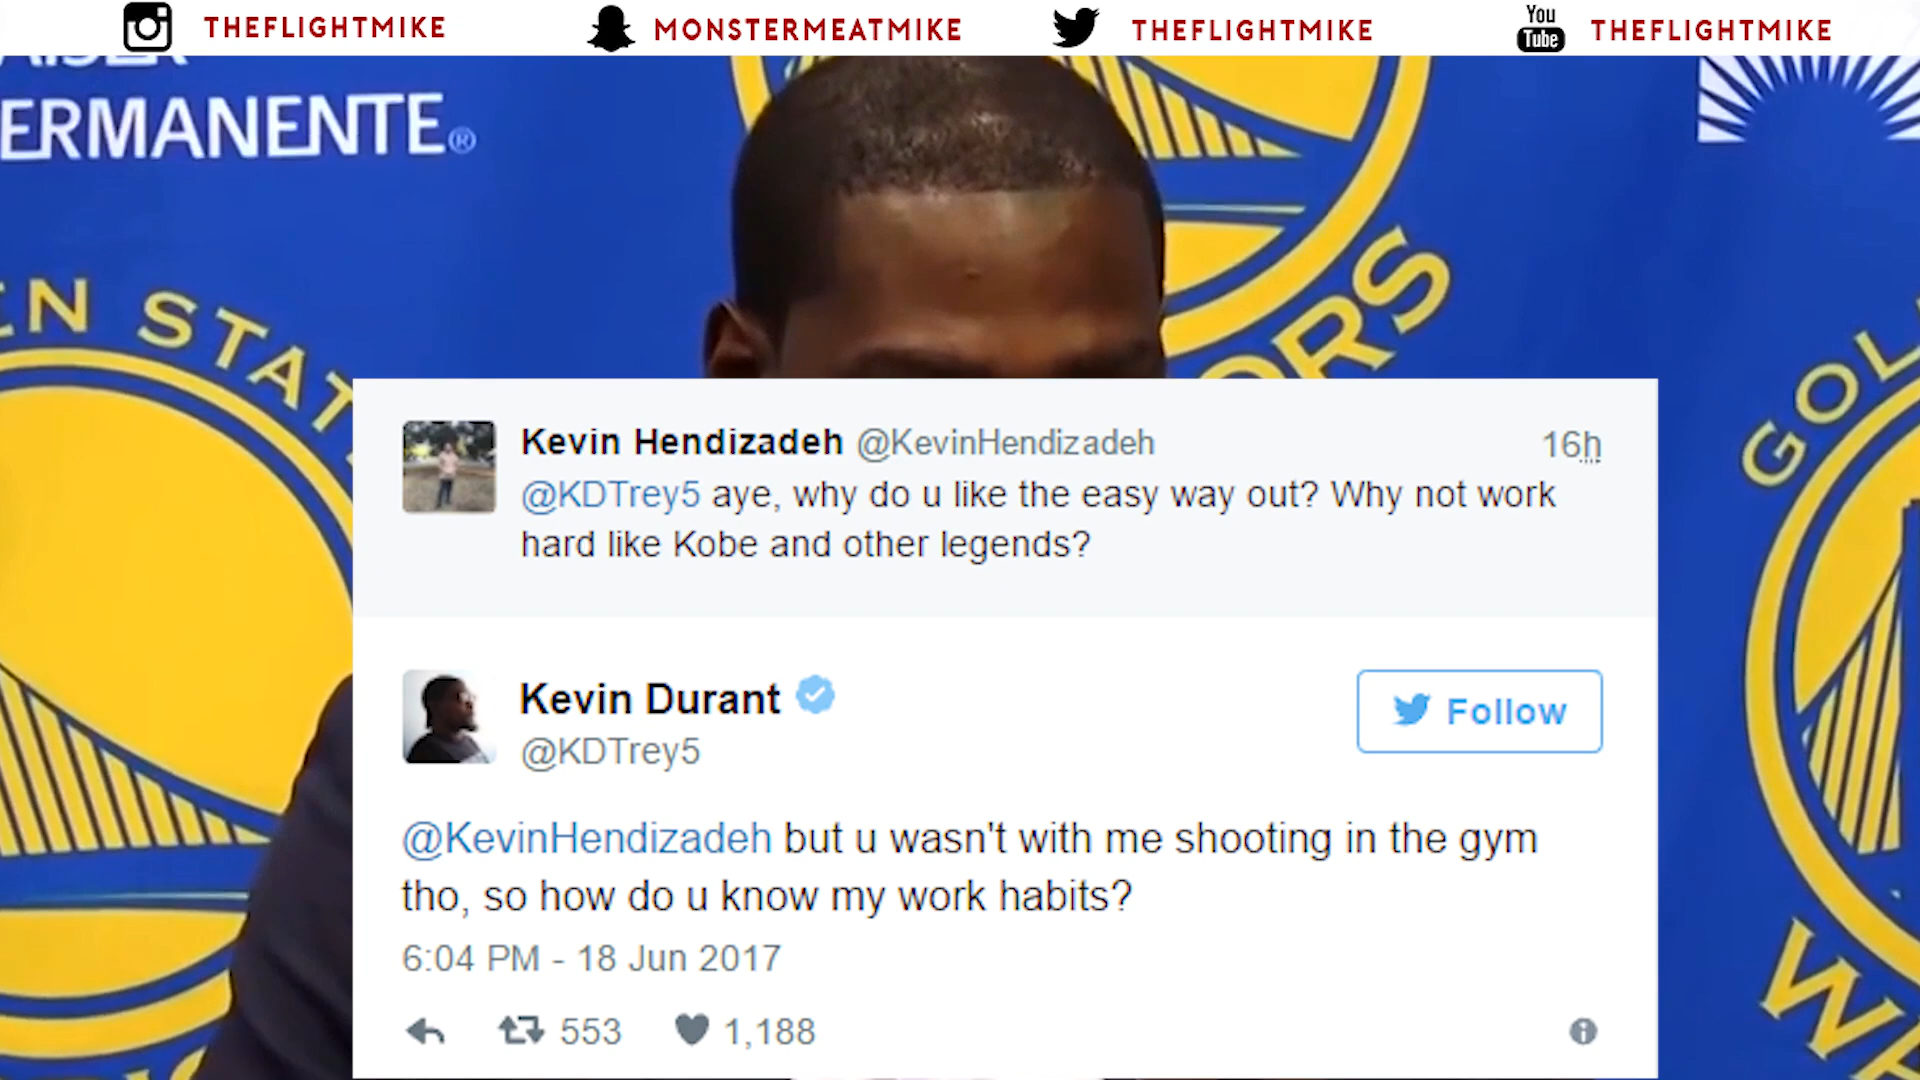 THEFLIGHTMIKE MONSTERMEATMIKE THEFLIGHTMIKE You Tube THEFLIGHTMIKE
ERMANENTE®
EN STAT
ORS
GOL
Kevin Hendizadeh @KevinHendizadeh 16h
@KDTrey5 aye, why do u like the easy way out? Why not work
hard like Kobe and other legends?
Kevin Durant
@KDTrey5
Follow
@KevinHendizadeh but u wasn't with me shooting in the gym
tho, so how do u know my work habits?
6:04 PM - 18 Jun 2017
553 1,188